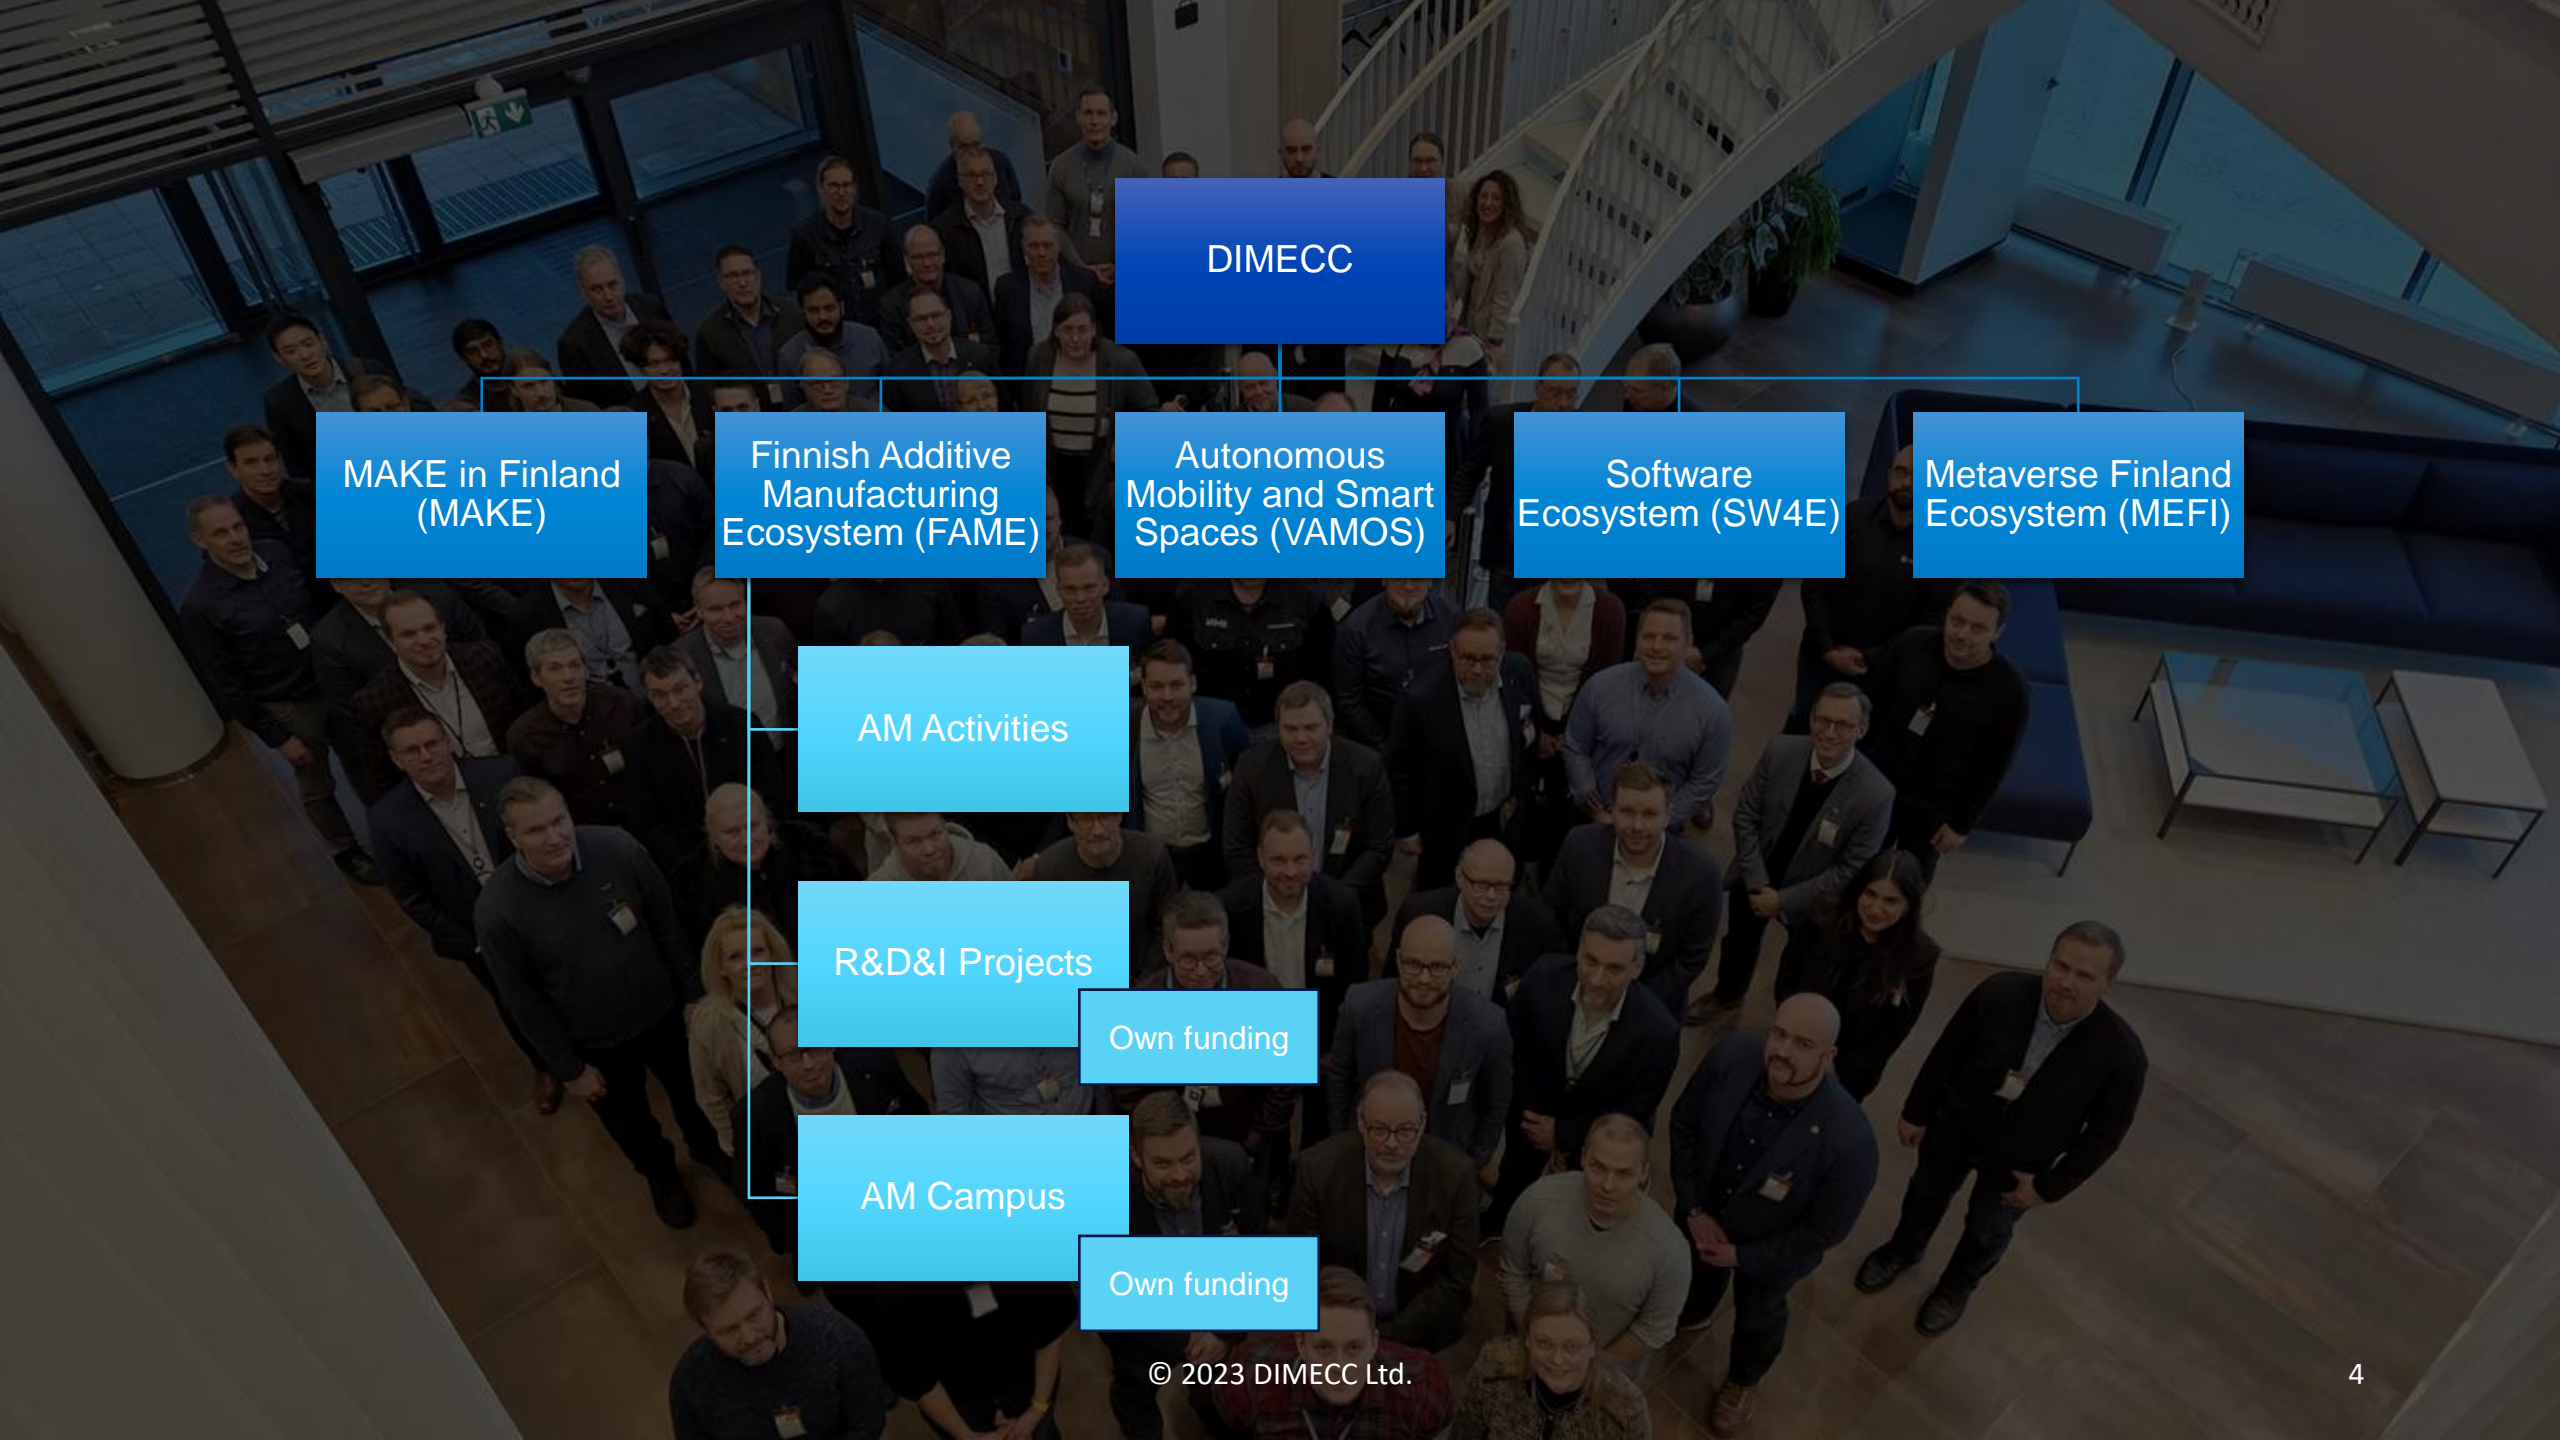 DIMECC
MAKE in Finland
(MAKE)
Finnish Additive
Manufacturing
Ecosystem (FAME)
Autonomous
Mobility and Smart
Spaces (VAMOS)
Software
Ecosystem (SW4E)
Metaverse Finland
Ecosystem (MEFI)
AM Activities
R&D&I Projects
Own funding
AM Campus
Own funding
© 2023 DIMECC Ltd.
4